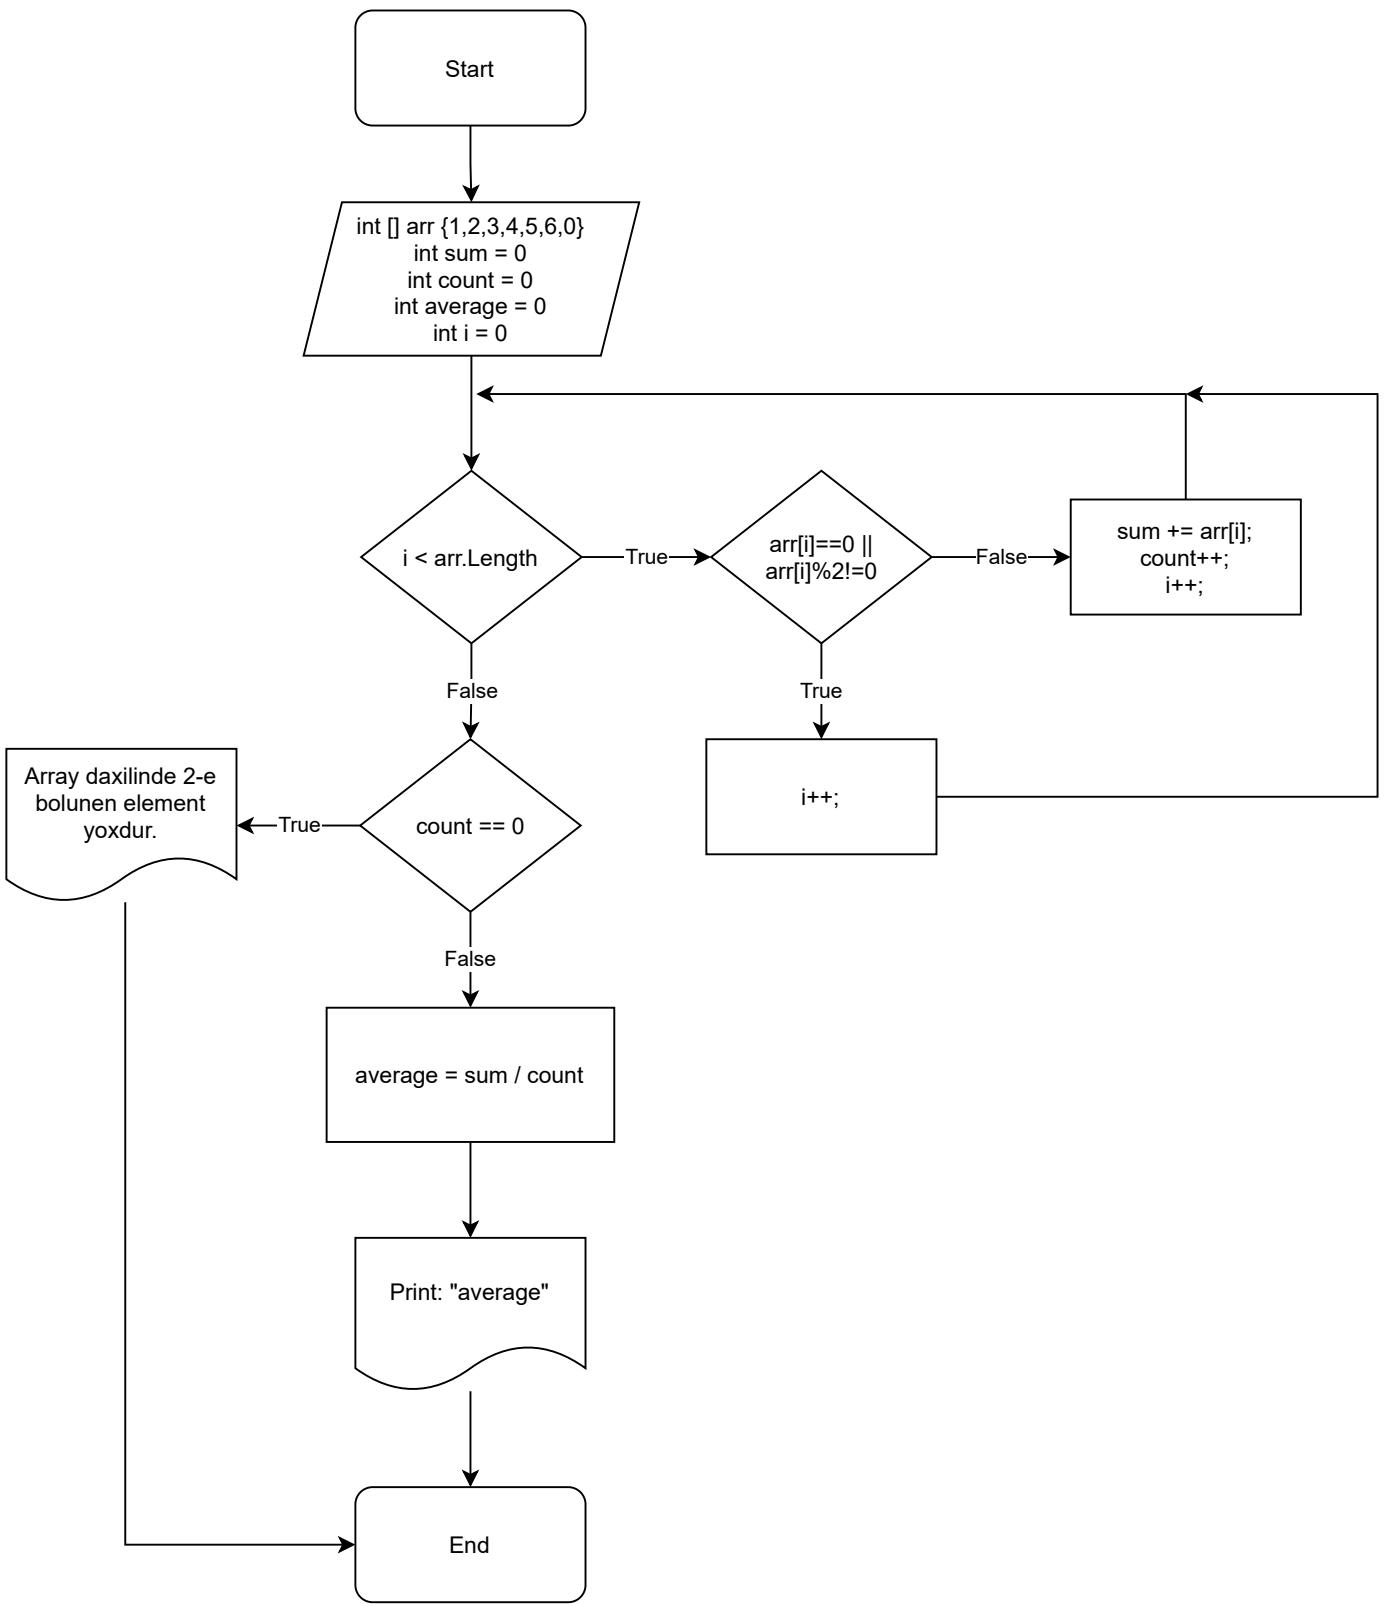 Start
int [] arr {1,2,3,4,5,6,0}
int sum = 0
int count = 0
int average = 0
int i = 0
i < arr.Length
True
arr[i]==0 ||
arr[i]%2!=0
False
sum += arr[i];
count++;
i++;
False
True
i++;
count == 0
True
Array daxilinde 2-e
bolunen element
yoxdur.
False
average = sum / count
Print: "average"
End